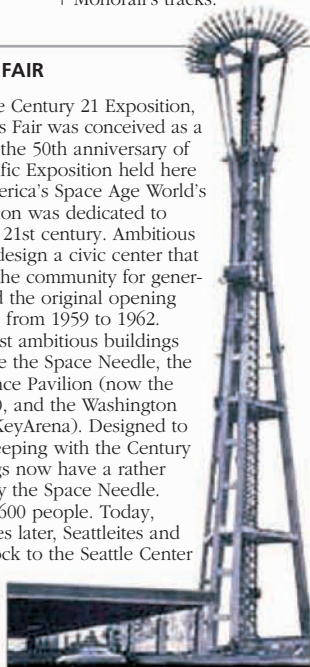 Monorail's tracks.
FAIR
Century 21 Exposition,
s Fair was conceived as a
the 50th anniversary of
fic Exposition held here
erica's Space Age World's
on was dedicated to
21st century. Ambitious
design a civic center that
he community for gener-
d the original opening
from 1959 to 1962.
st ambitious buildings
e the Space Needle, the
nce Pavilion (now the
), and the Washington
KeyArena). Designed to
eeping with the Century
gs now have a rather
y the Space Needle.
600 people. Today,
es later, Seattleites and
ock to the Seattle Center